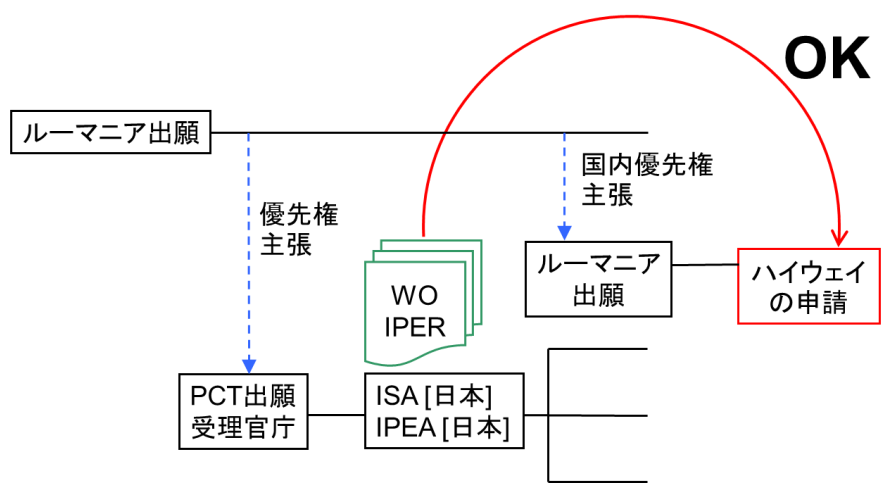 OK
ルーマニア出願
国内優先権
主張
優先権
主張
ルーマニア
出願
ハイウェイ
の申請
WO
IPER
PCT出願
受理官庁
ISA [日本]
IPEA [日本]